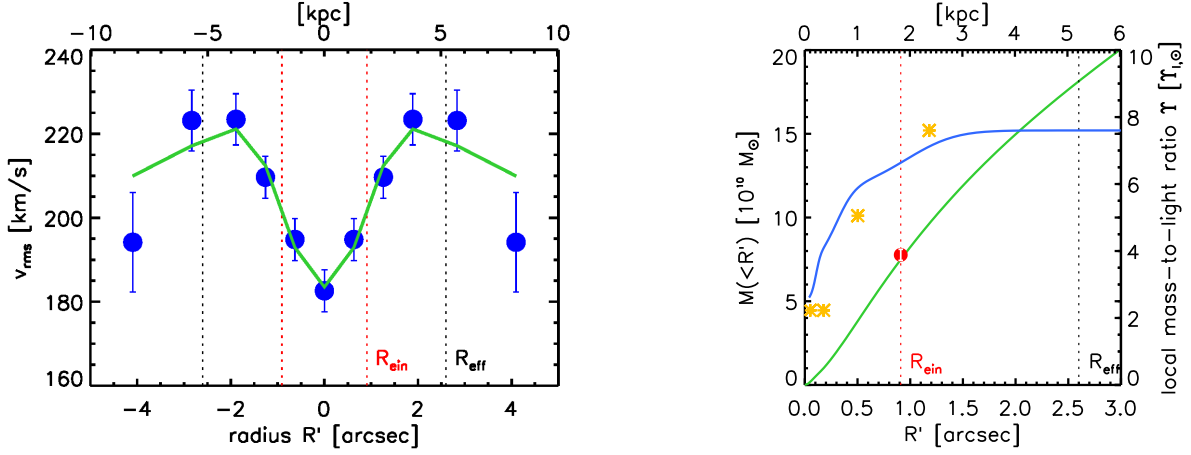 [kpc]
−10 −5 0 5 10
240
220
200
180
160
v_rms [km/s]
R_ein
R_eff
−4 −2 0 2 4
radius R' [arcsec]
[kpc]
0 1 2 3 4 5 6
20
15
10
5
0
M(<R') [10¹⁰ M_⊙]
10
8
6
4
2
0
local mass−to−light ratio ϒ [ϒ_I,⊙]
R_ein
R_eff
0.0 0.5 1.0 1.5 2.0 2.5 3.0
R' [arcsec]